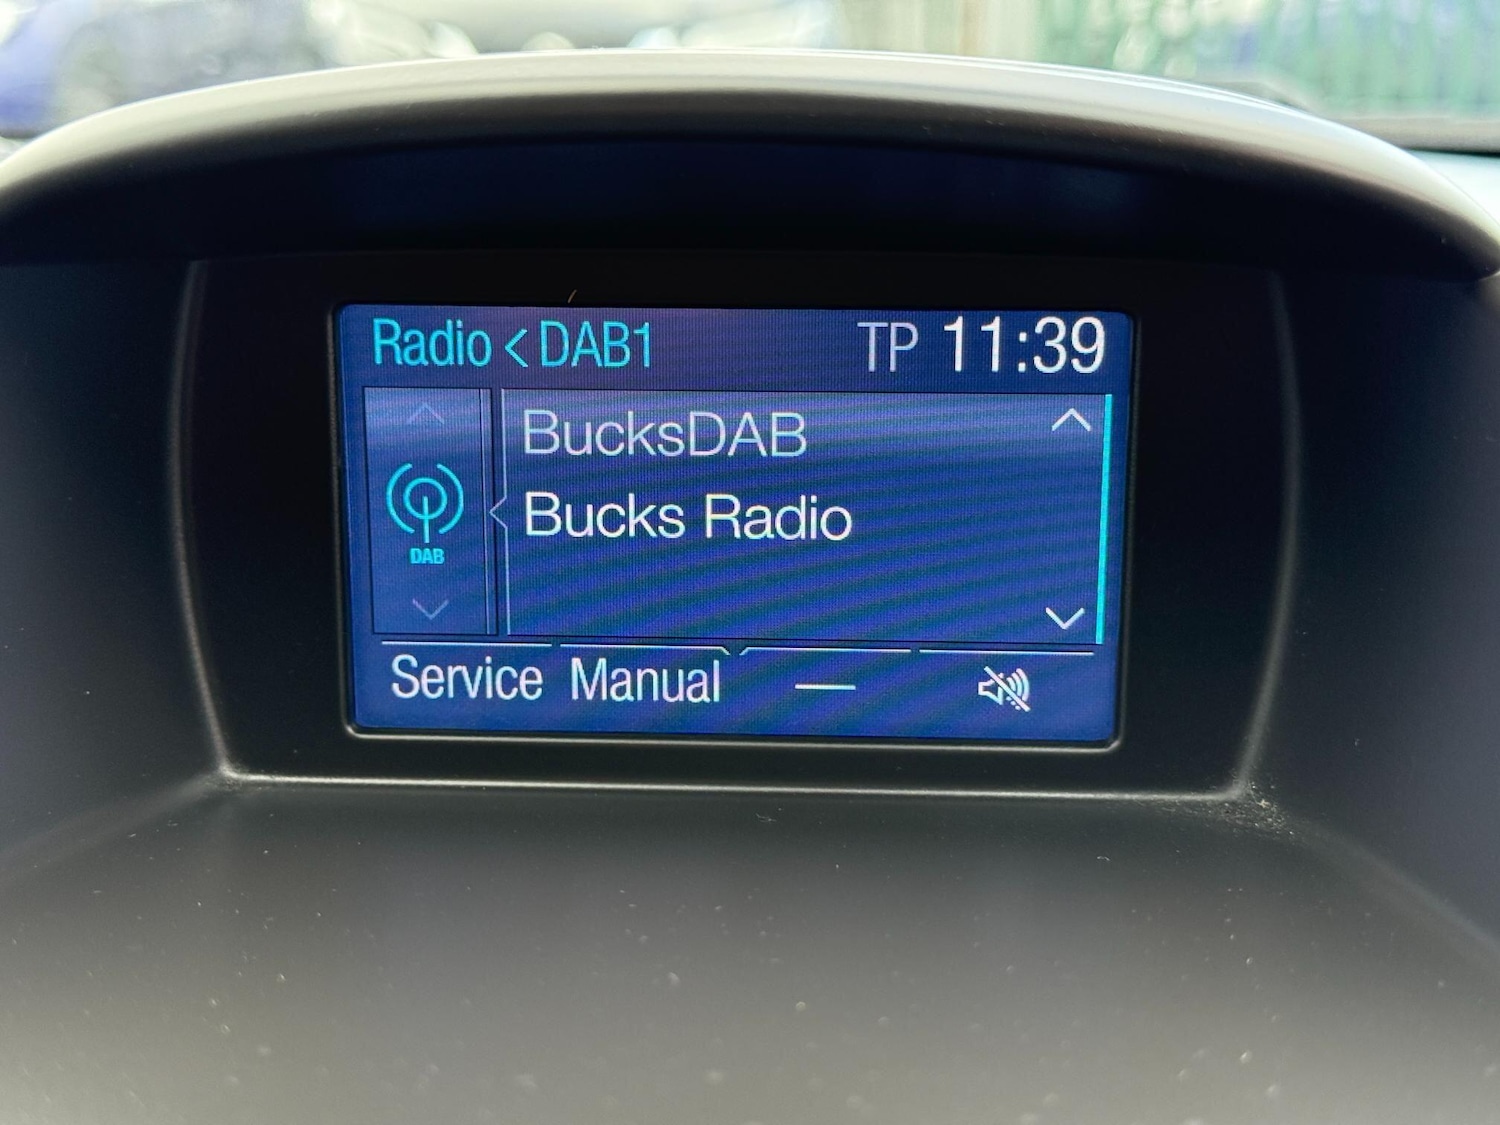 Radio < DAB1 TP 11:39
BucksDAB
Bucks Radio
DAB
Service Manual